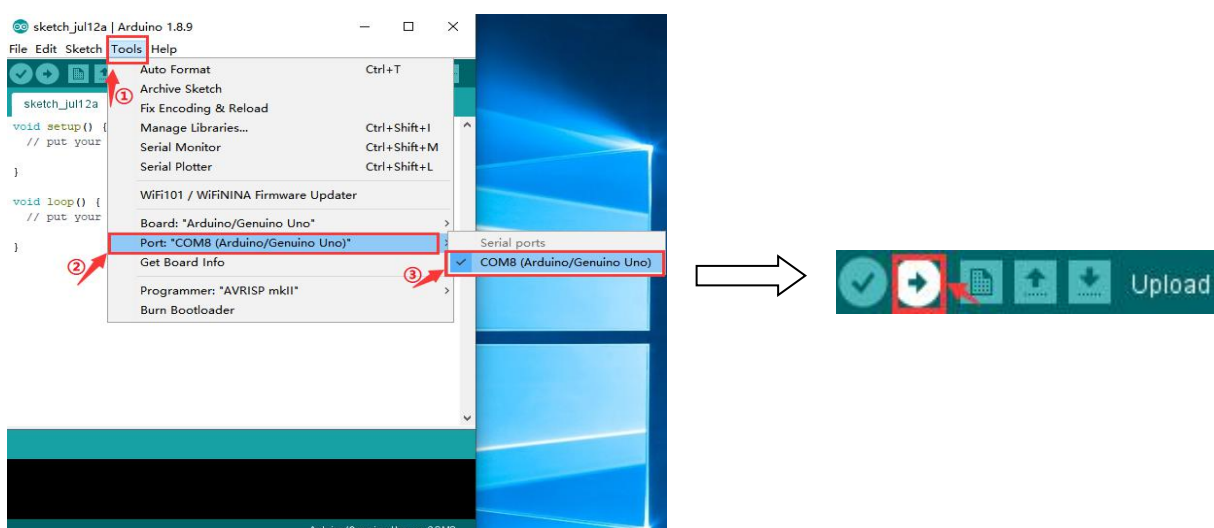 sketch_jul12a | Arduino 1.8.9
File Edit Sketch Tools Help
sketch_jul12a
void setup() {
// put your
}
void loop() {
// put your
}
①
Auto Format Ctrl+T
Archive Sketch
Fix Encoding & Reload
Manage Libraries... Ctrl+Shift+I
Serial Monitor Ctrl+Shift+M
Serial Plotter Ctrl+Shift+L
WiFi101 / WiFiNINA Firmware Updater
Board: "Arduino/Genuino Uno"
Port: "COM8 (Arduino/Genuino Uno)"
②
Get Board Info
Programmer: "AVRISP mkII"
Burn Bootloader
Serial ports
COM8 (Arduino/Genuino Uno)
③
Upload